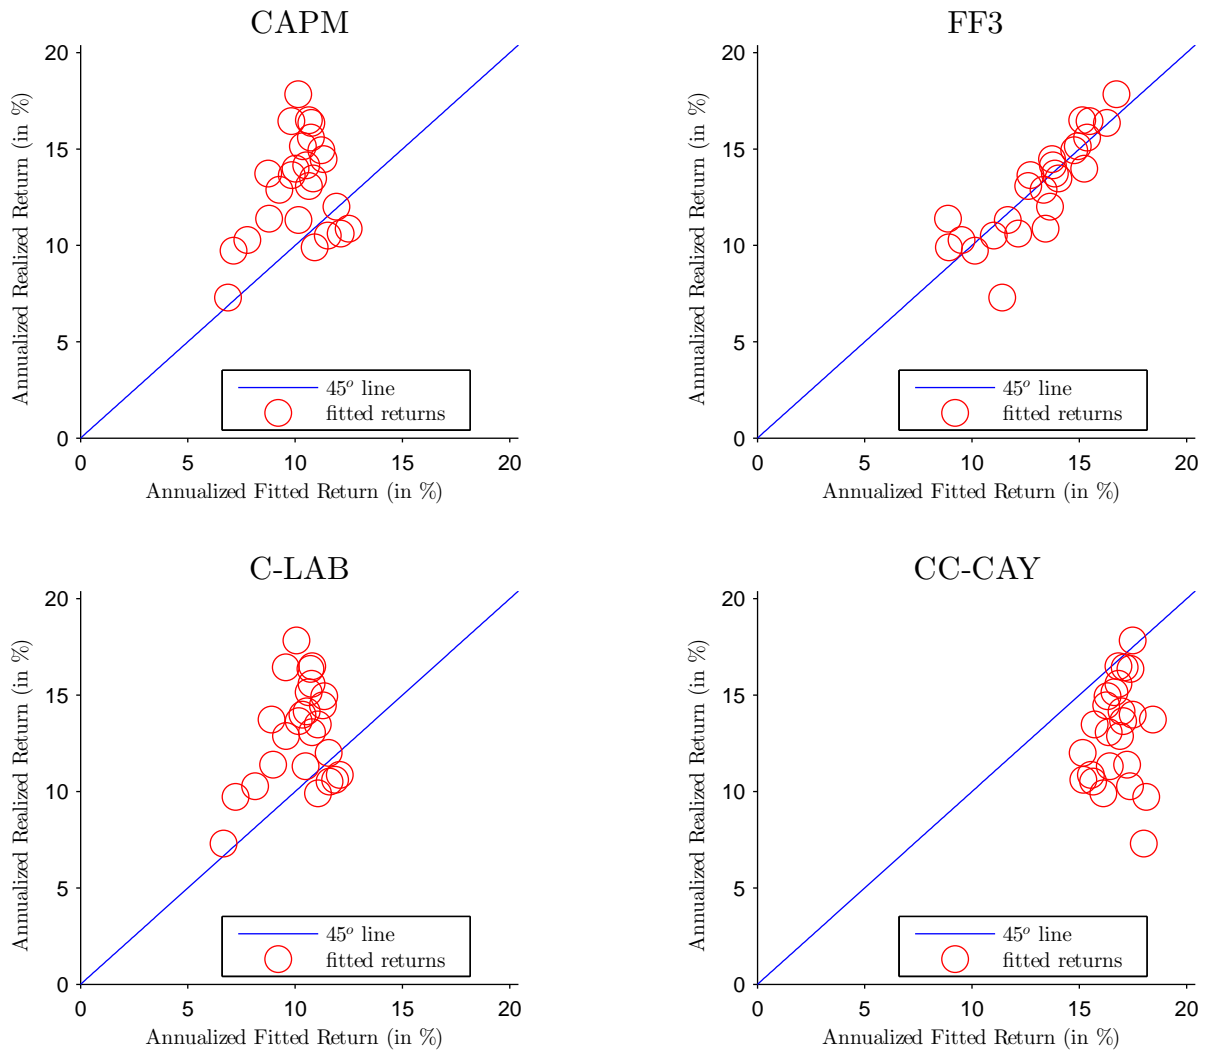 CAPM
20
15
10
5
0
0 5 10 15 20
Annualized Realized Return (in %)
Annualized Fitted Return (in %)
45º line
fitted returns
FF3
20
15
10
5
0
0 5 10 15 20
Annualized Realized Return (in %)
Annualized Fitted Return (in %)
45º line
fitted returns
C-LAB
20
15
10
5
0
0 5 10 15 20
Annualized Realized Return (in %)
Annualized Fitted Return (in %)
45º line
fitted returns
CC-CAY
20
15
10
5
0
0 5 10 15 20
Annualized Realized Return (in %)
Annualized Fitted Return (in %)
45º line
fitted returns